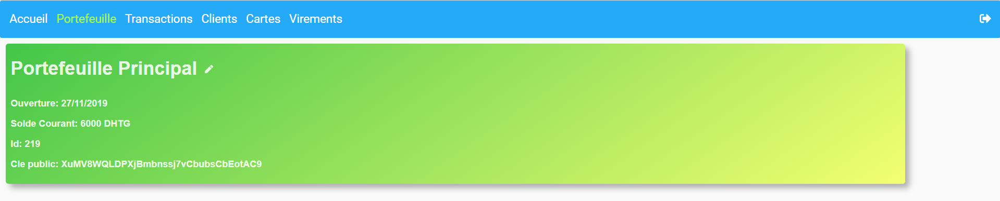 Accueil Portefeuille Transactions Clients Cartes Virements
Portefeuille Principal
Ouverture: 27/11/2019
Solde Courant: 6000 DHTG
Id: 219
Cle public: XuMV8WQLDPXjBmbnssj7vCbubsCbEotAC9